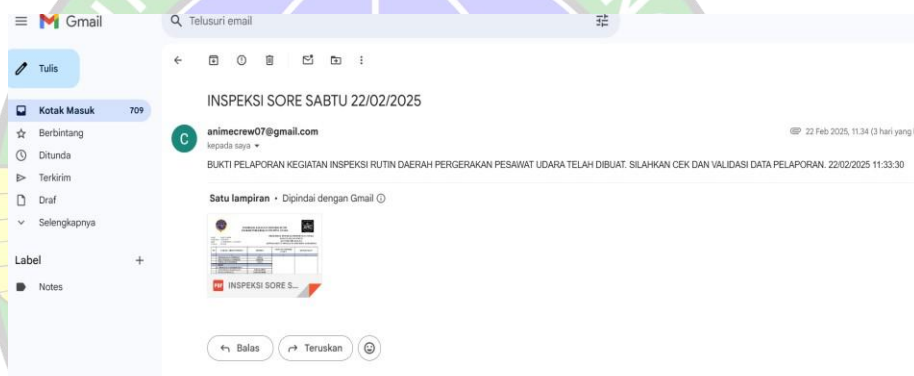 Gmail
Telusuri email
Tulis
INSPEKSI SORE SABTU 22/02/2025
Kotak Masuk 709
animecrew07@gmail.com
22 Feb 2025, 11.34 (3 hari yang
Berbintang
kepada saya
Ditunda
BUKTI PELAPORAN KEGIATAN INSPEKSI RUTIN DAERAH PERGERAKAN PESAWAT UDARA TELAH DIBUAT. SILAHKAN CEK DAN VALIDASI DATA PELAPORAN. 22/02/2025 11:33:30
Terkirim
Draf
Satu lampiran • Dipindai dengan Gmail
Selengkapnya
Label +
Notes
PDF INSPEKSI SORE S...
Balas
Teruskan